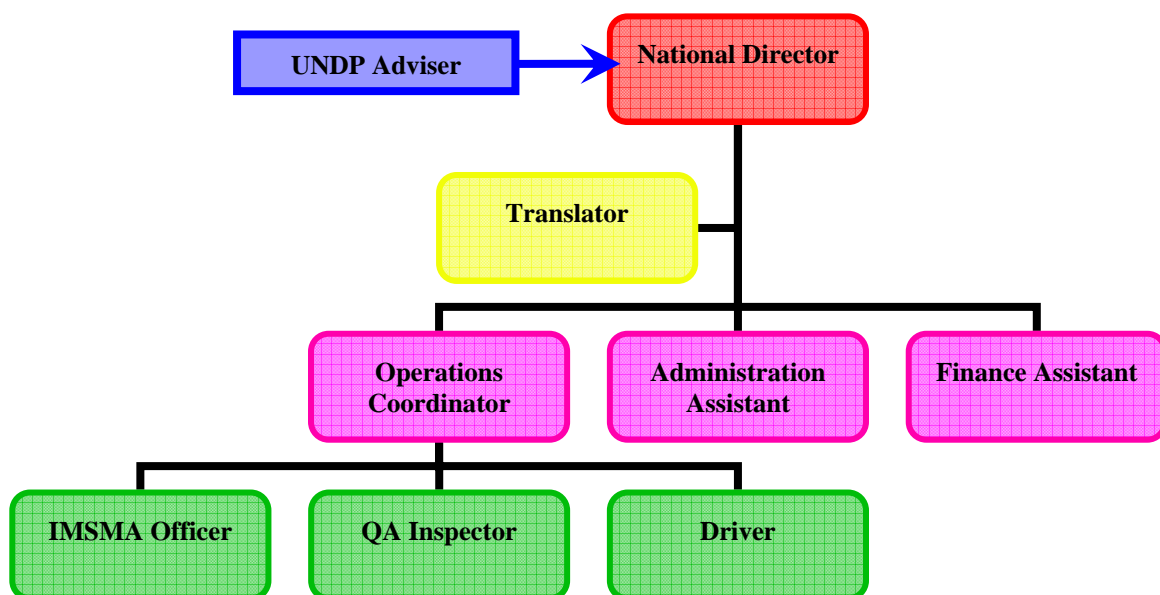 UNDP Adviser
National Director
Translator
Operations
Coordinator
Administration
Assistant
Finance Assistant
IMSMA Officer
QA Inspector
Driver